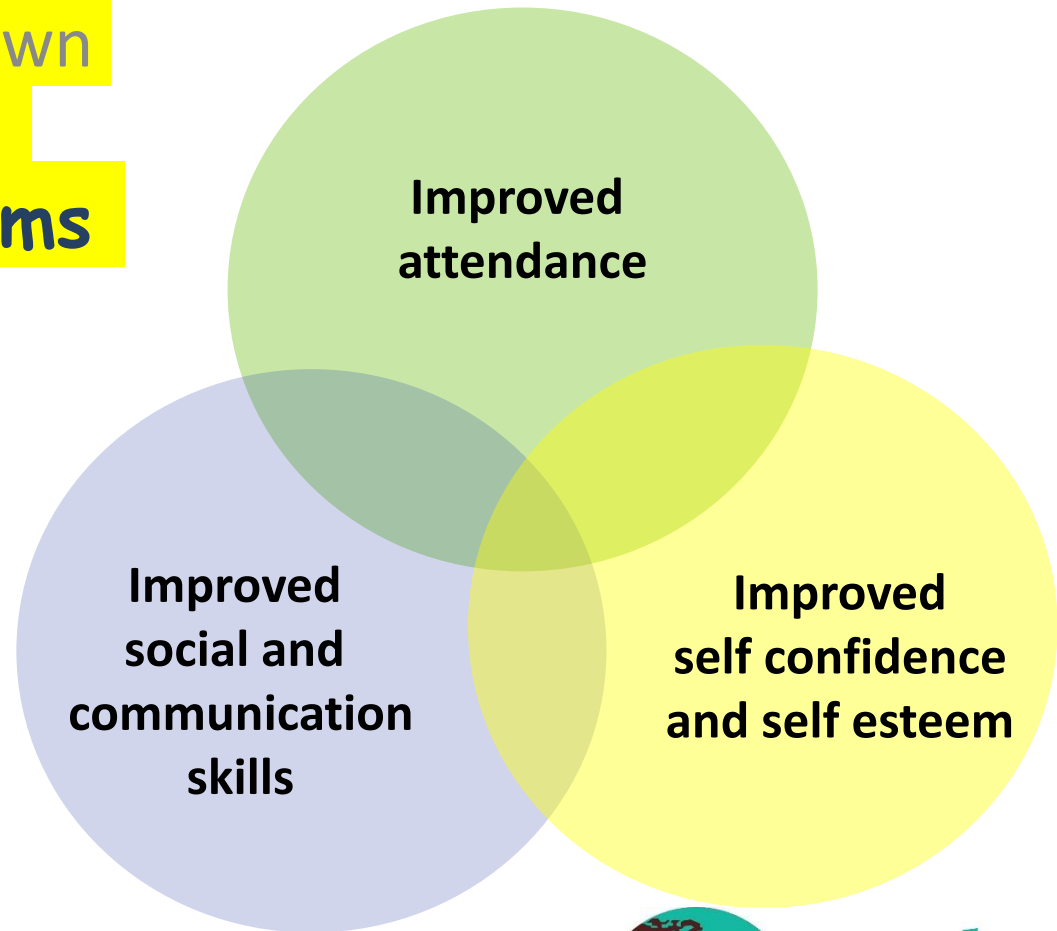 wn
ms
Improved
attendance
Improved
social and
communication
skills
Improved
self confidence
and self esteem